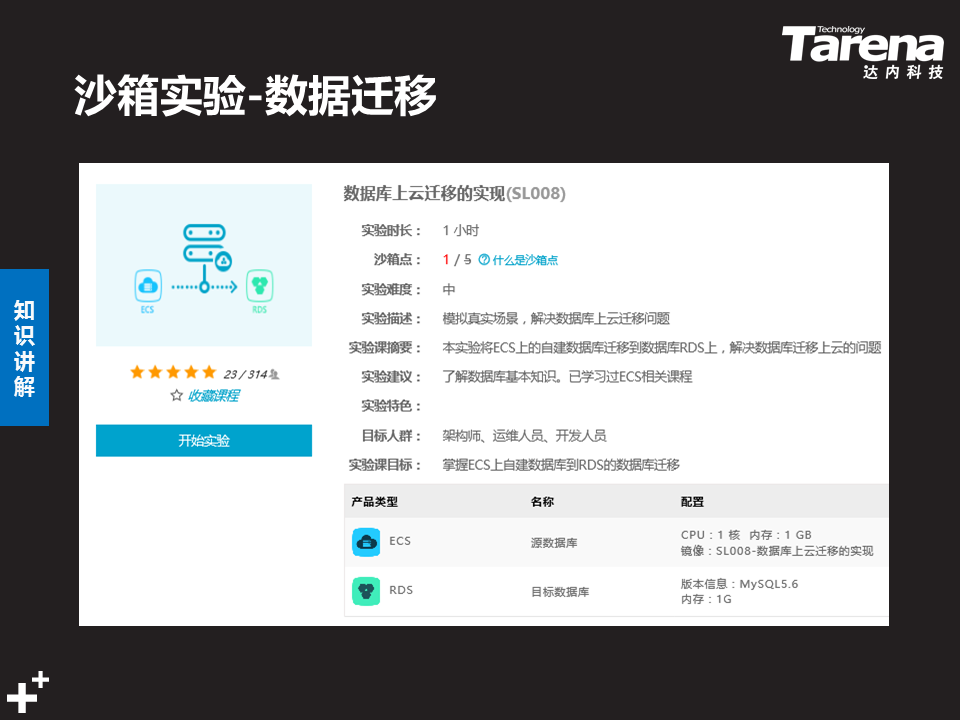 Technology
Tarena
达内科技
沙箱实验-数据迁移
知识讲解
ECS
RDS
23 / 314
收藏课程
开始实验
数据库上云迁移的实现(SL008)
实验时长： 1 小时
沙箱点： 1 / 5 什么是沙箱点
实验难度： 中
实验描述： 模拟真实场景，解决数据库上云迁移问题
实验课摘要： 本实验将ECS上的自建数据库迁移到数据库RDS上，解决数据库迁移上云的问题
实验建议： 了解数据库基本知识。已学习过ECS相关课程
实验特色：
目标人群： 架构师、运维人员、开发人员
实验课目标： 掌握ECS上自建数据库到RDS的数据库迁移
产品类型 名称 配置
ECS 源数据库 CPU：1 核 内存：1 GB
镜像：SL008-数据库上云迁移的实现
RDS 目标数据库 版本信息：MySQL5.6
内存：1G